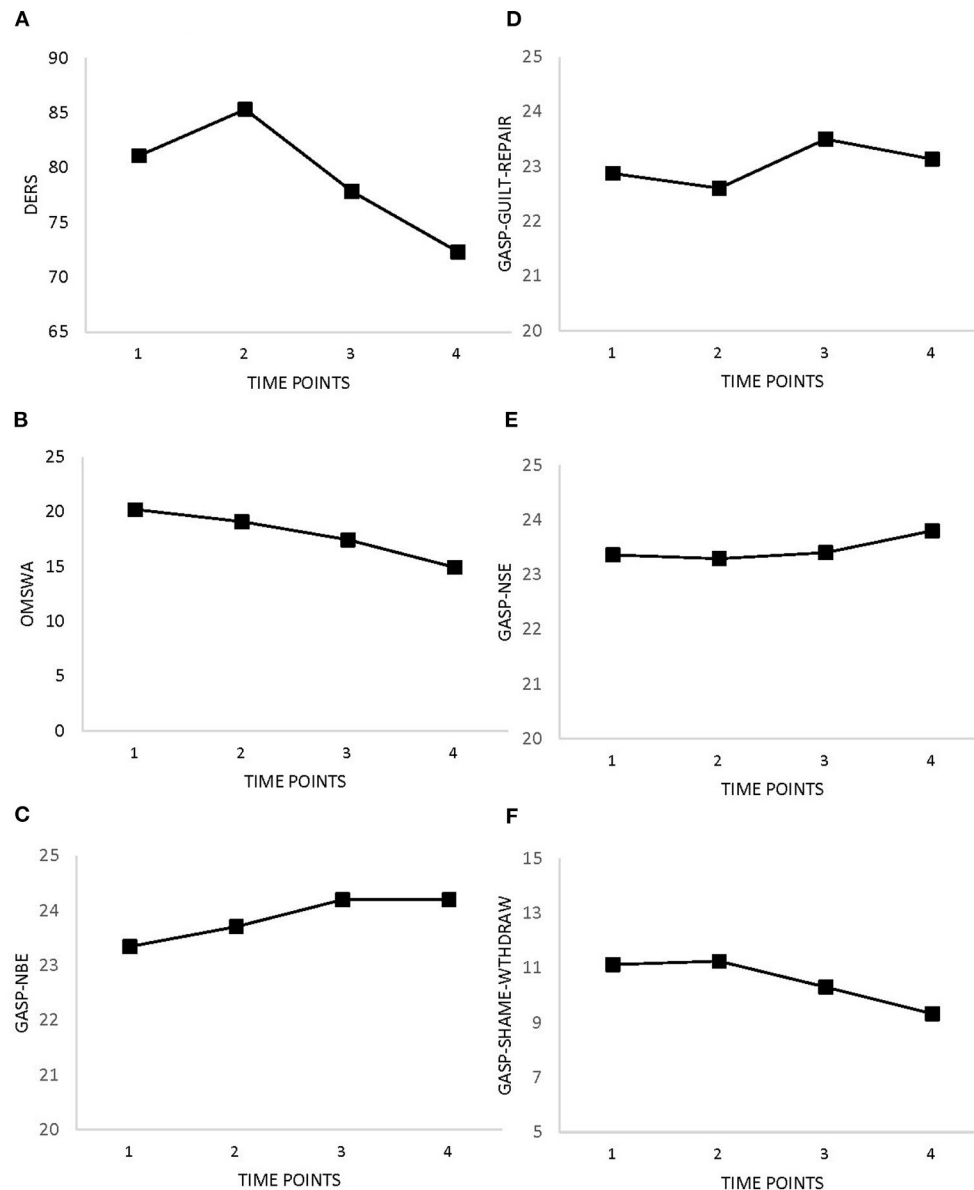 A
DERS
90
85
80
75
70
65
1 2 3 4
TIME POINTS
B
OMSWA
25
20
15
10
5
0
1 2 3 4
TIME POINTS
C
GASP-NBE
25
24
23
22
21
20
1 2 3 4
TIME POINTS
D
GASP-GUILT-REPAIR
25
24
23
22
21
20
1 2 3 4
TIME POINTS
E
GASP-NSE
25
24
23
22
21
20
1 2 3 4
TIME POINTS
F
GASP-SHAME-WTHDRAW
15
13
11
9
7
5
1 2 3 4
TIME POINTS